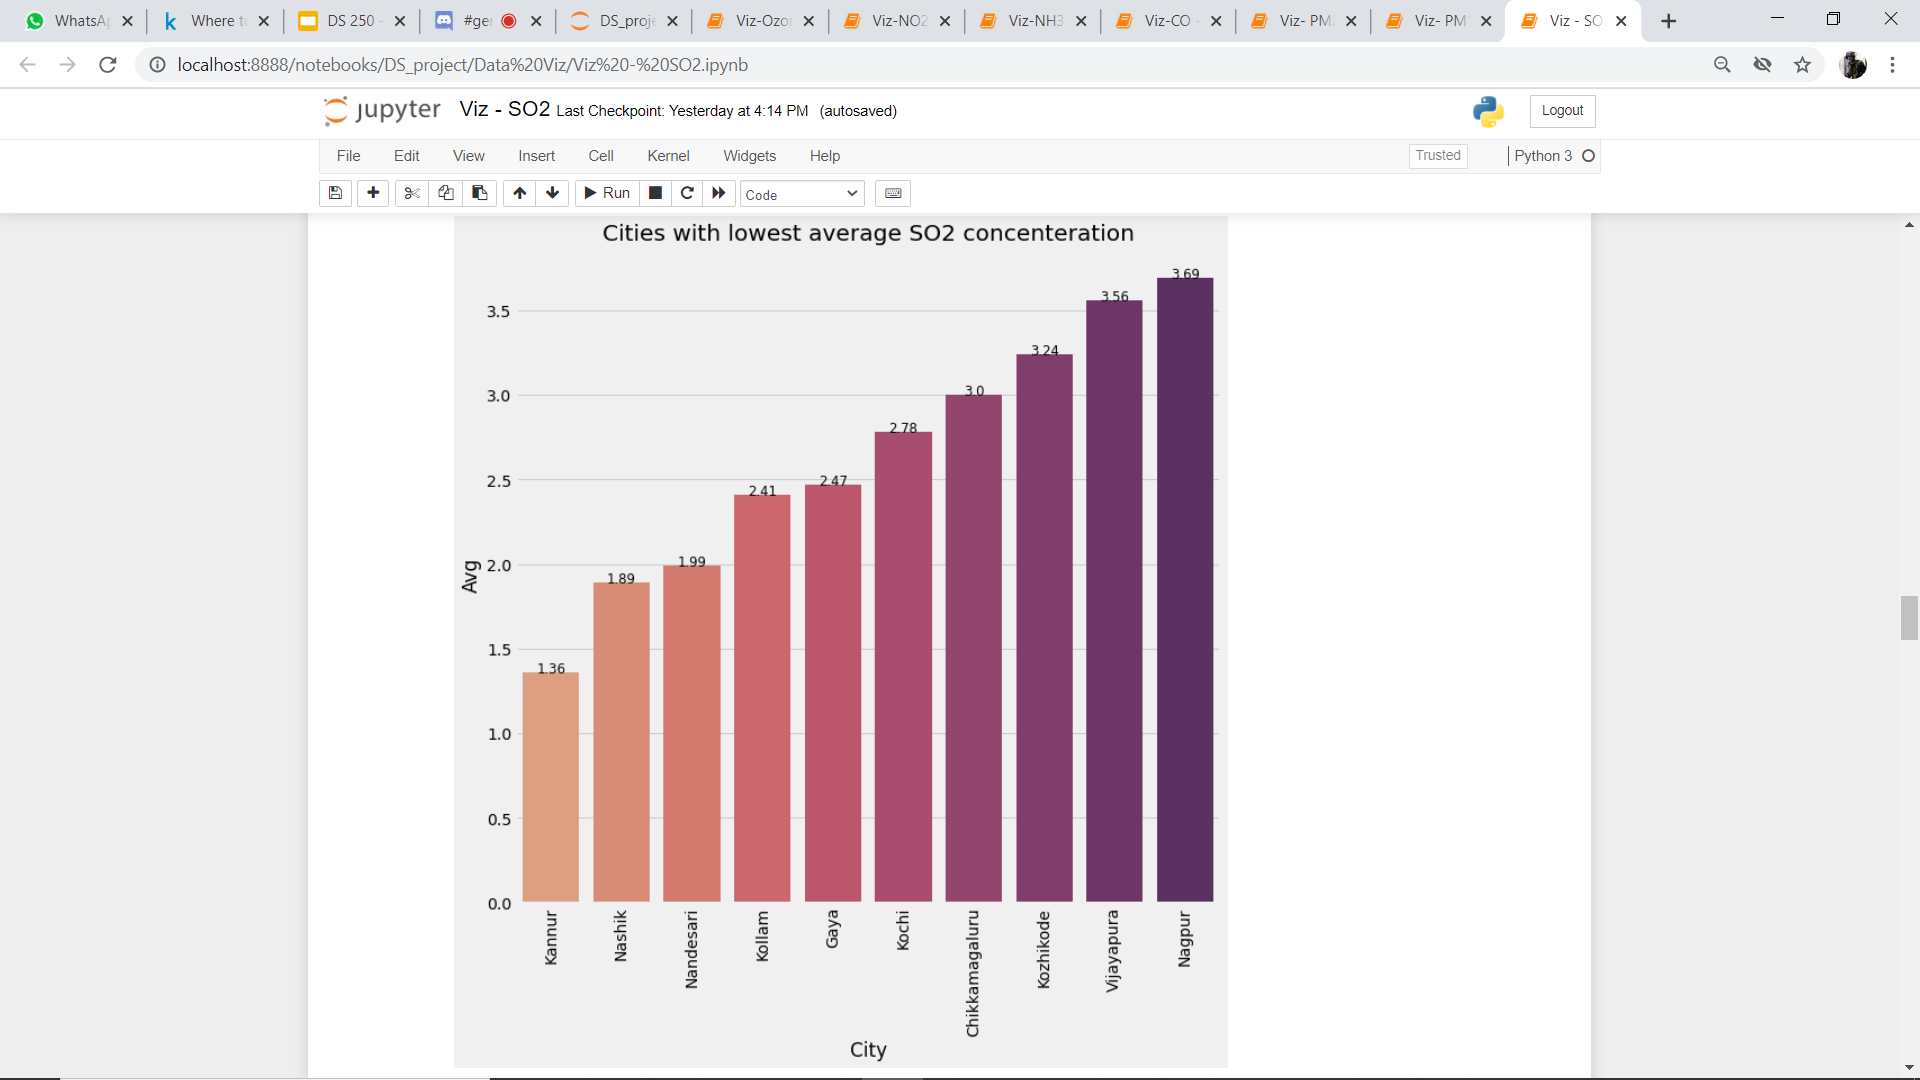 WhatsA
Where t
DS 250 -
#ger
DS_proje
Viz-Ozo
Viz-NO2
Viz-NH3
Viz-CO -
Viz- PM
Viz- PM
Viz - SO
localhost:8888/notebooks/DS_project/Data%20Viz/Viz%20-%20SO2.ipynb
jupyter Viz - SO2 Last Checkpoint: Yesterday at 4:14 PM (autosaved)
Logout
File Edit View Insert Cell Kernel Widgets Help
Trusted
Python 3
Run
Code
Cities with lowest average SO2 concenteration
3.69
3.56
3.5
3.24
3.0
3.0
2.78
2.5
2.47
2.41
Avg
2.0
1.99
1.89
1.5
1.36
1.0
0.5
0.0
Kannur
Nashik
Nandesari
Kollam
Gaya
Kochi
Chikkamagaluru
Kozhikode
Vijayapura
Nagpur
City